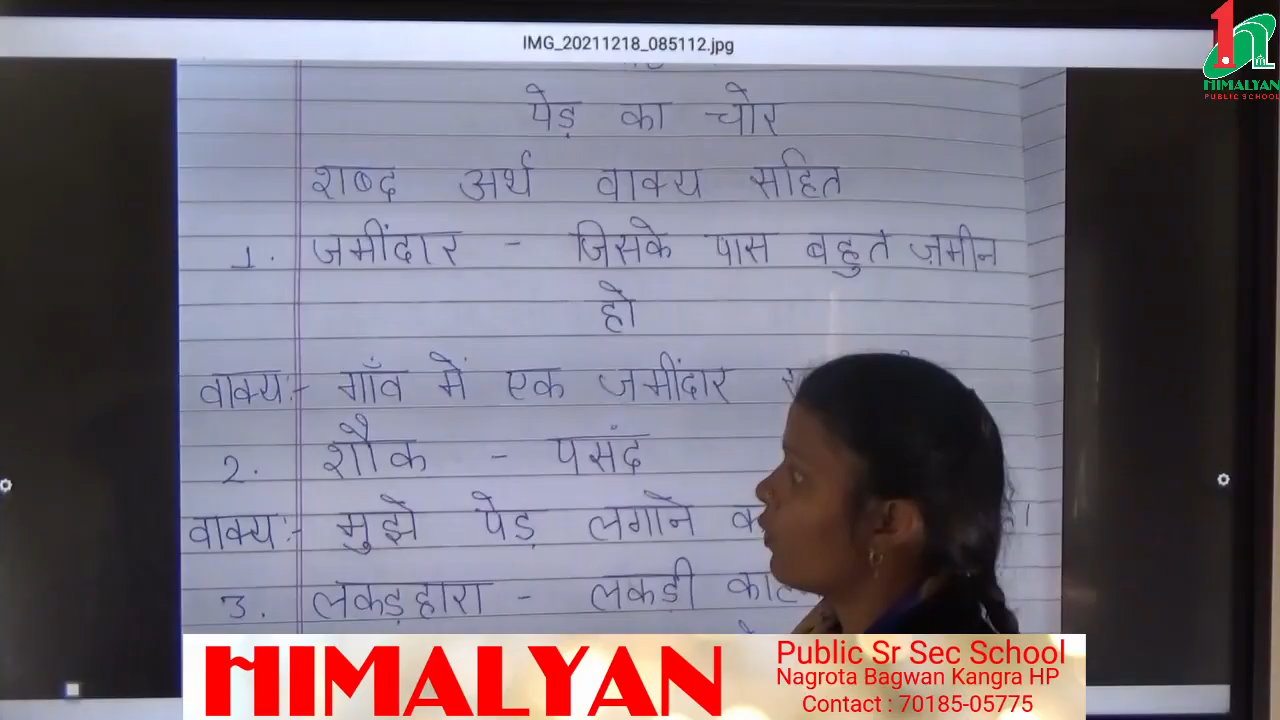 IMG_20211218_085112.jpg
HIMALYAN
PUBLIC SCHOOL
पेड़ का चोर
शब्द अर्थ वाक्य सहित
1. जमींदार - जिसके पास बहुत ज़मीन
हो
वाक्य:- गाँव में एक जमींदार
2. शौक - पसंद
वाक्य:- मुझे पेड़ लगाने
3. लकड़हारा - लकड़ी
HIMALYAN
Public Sr Sec School
Nagrota Bagwan Kangra HP
Contact : 70185-05775